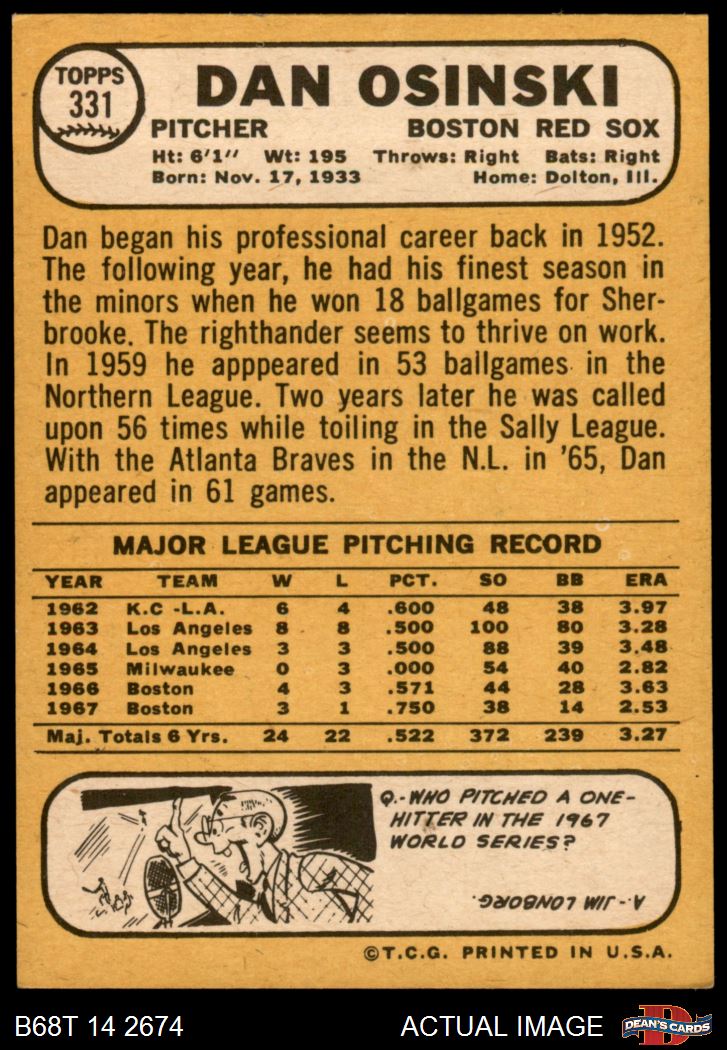 TOPPS
331
DAN OSINSKI
PITCHER BOSTON RED SOX
Ht: 6'1" Wt: 195 Throws: Right Bats: Right
Born: Nov. 17, 1933 Home: Dolton, Ill.
Dan began his professional career back in 1952.
The following year, he had his finest season in
the minors when he won 18 ballgames for Sher-
brooke. The righthander seems to thrive on work.
In 1959 he apppeared in 53 ballgames in the
Northern League. Two years later he was called
upon 56 times while toiling in the Sally League.
With the Atlanta Braves in the N.L. in '65, Dan
appeared in 61 games.
MAJOR LEAGUE PITCHING RECORD
YEAR TEAM W L PCT. SO BB ERA
1962 K.C -L.A. 6 4 .600 48 38 3.97
1963 Los Angeles 8 8 .500 100 80 3.28
1964 Los Angeles 3 3 .500 88 39 3.48
1965 Milwaukee 0 3 .000 54 40 2.82
1966 Boston 4 3 .571 44 28 3.63
1967 Boston 3 1 .750 38 14 2.53
Maj. Totals 6 Yrs. 24 22 .522 372 239 3.27
Q.-WHO PITCHED A ONE-
HITTER IN THE 1967
WORLD SERIES?
A.-JIM LONBORG.
©T.C.G. PRINTED IN U.S.A.
B68T 14 2674 ACTUAL IMAGE
D
DEAN'S CARDS